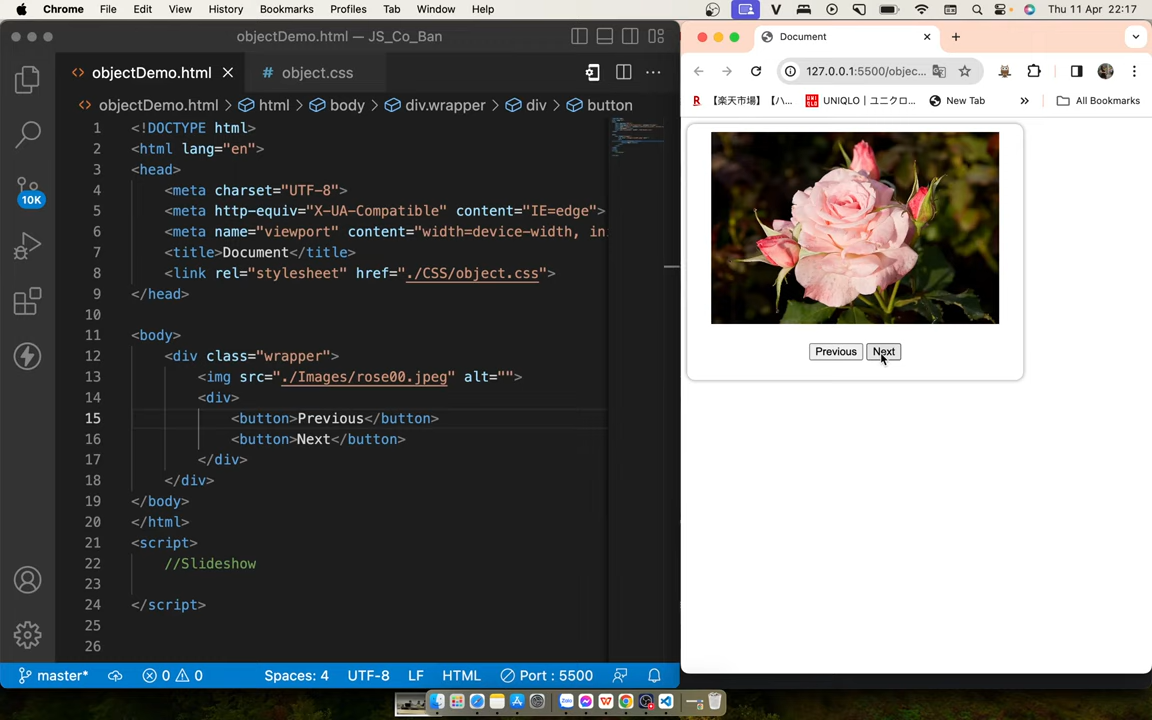 Chrome File Edit View History Bookmarks Profiles Tab Window Help Thu 11 Apr 22:17
objectDemo.html — JS_Co_Ban
Document
objectDemo.html
# object.css
127.0.0.1:5500/objec...
objectDemo.html > html > body > div.wrapper > div > button
【楽天市場】【ハ... UNIQLO | ユニクロ... New Tab » All Bookmarks
10K
1 <!DOCTYPE html>
2 <html lang="en">
3 <head>
4 <meta charset="UTF-8">
5 <meta http-equiv="X-UA-Compatible" content="IE=edge">
6 <meta name="viewport" content="width=device-width, in
7 <title>Document</title>
8 <link rel="stylesheet" href="./CSS/object.css">
9 </head>
10
11 <body>
12 <div class="wrapper">
13 <img src="./Images/rose00.jpeg" alt="">
14 <div>
15 <button>Previous</button>
16 <button>Next</button>
17 </div>
18 </div>
19 </body>
20 </html>
21 <script>
22 //Slideshow
23
24 </script>
25
26
Previous Next
master* 0 0 Spaces: 4 UTF-8 LF HTML Port : 5500